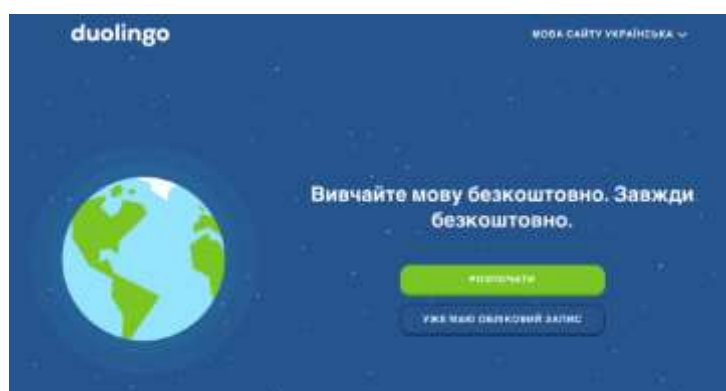 duolingo
МОВА САЙТУ УКРАЇНСЬКА
Вивчайте мову безкоштовно. Завжди
безкоштовно.
РОЗПОЧАТИ
УЖЕ МАЮ ОБЛІКОВИЙ ЗАПИС